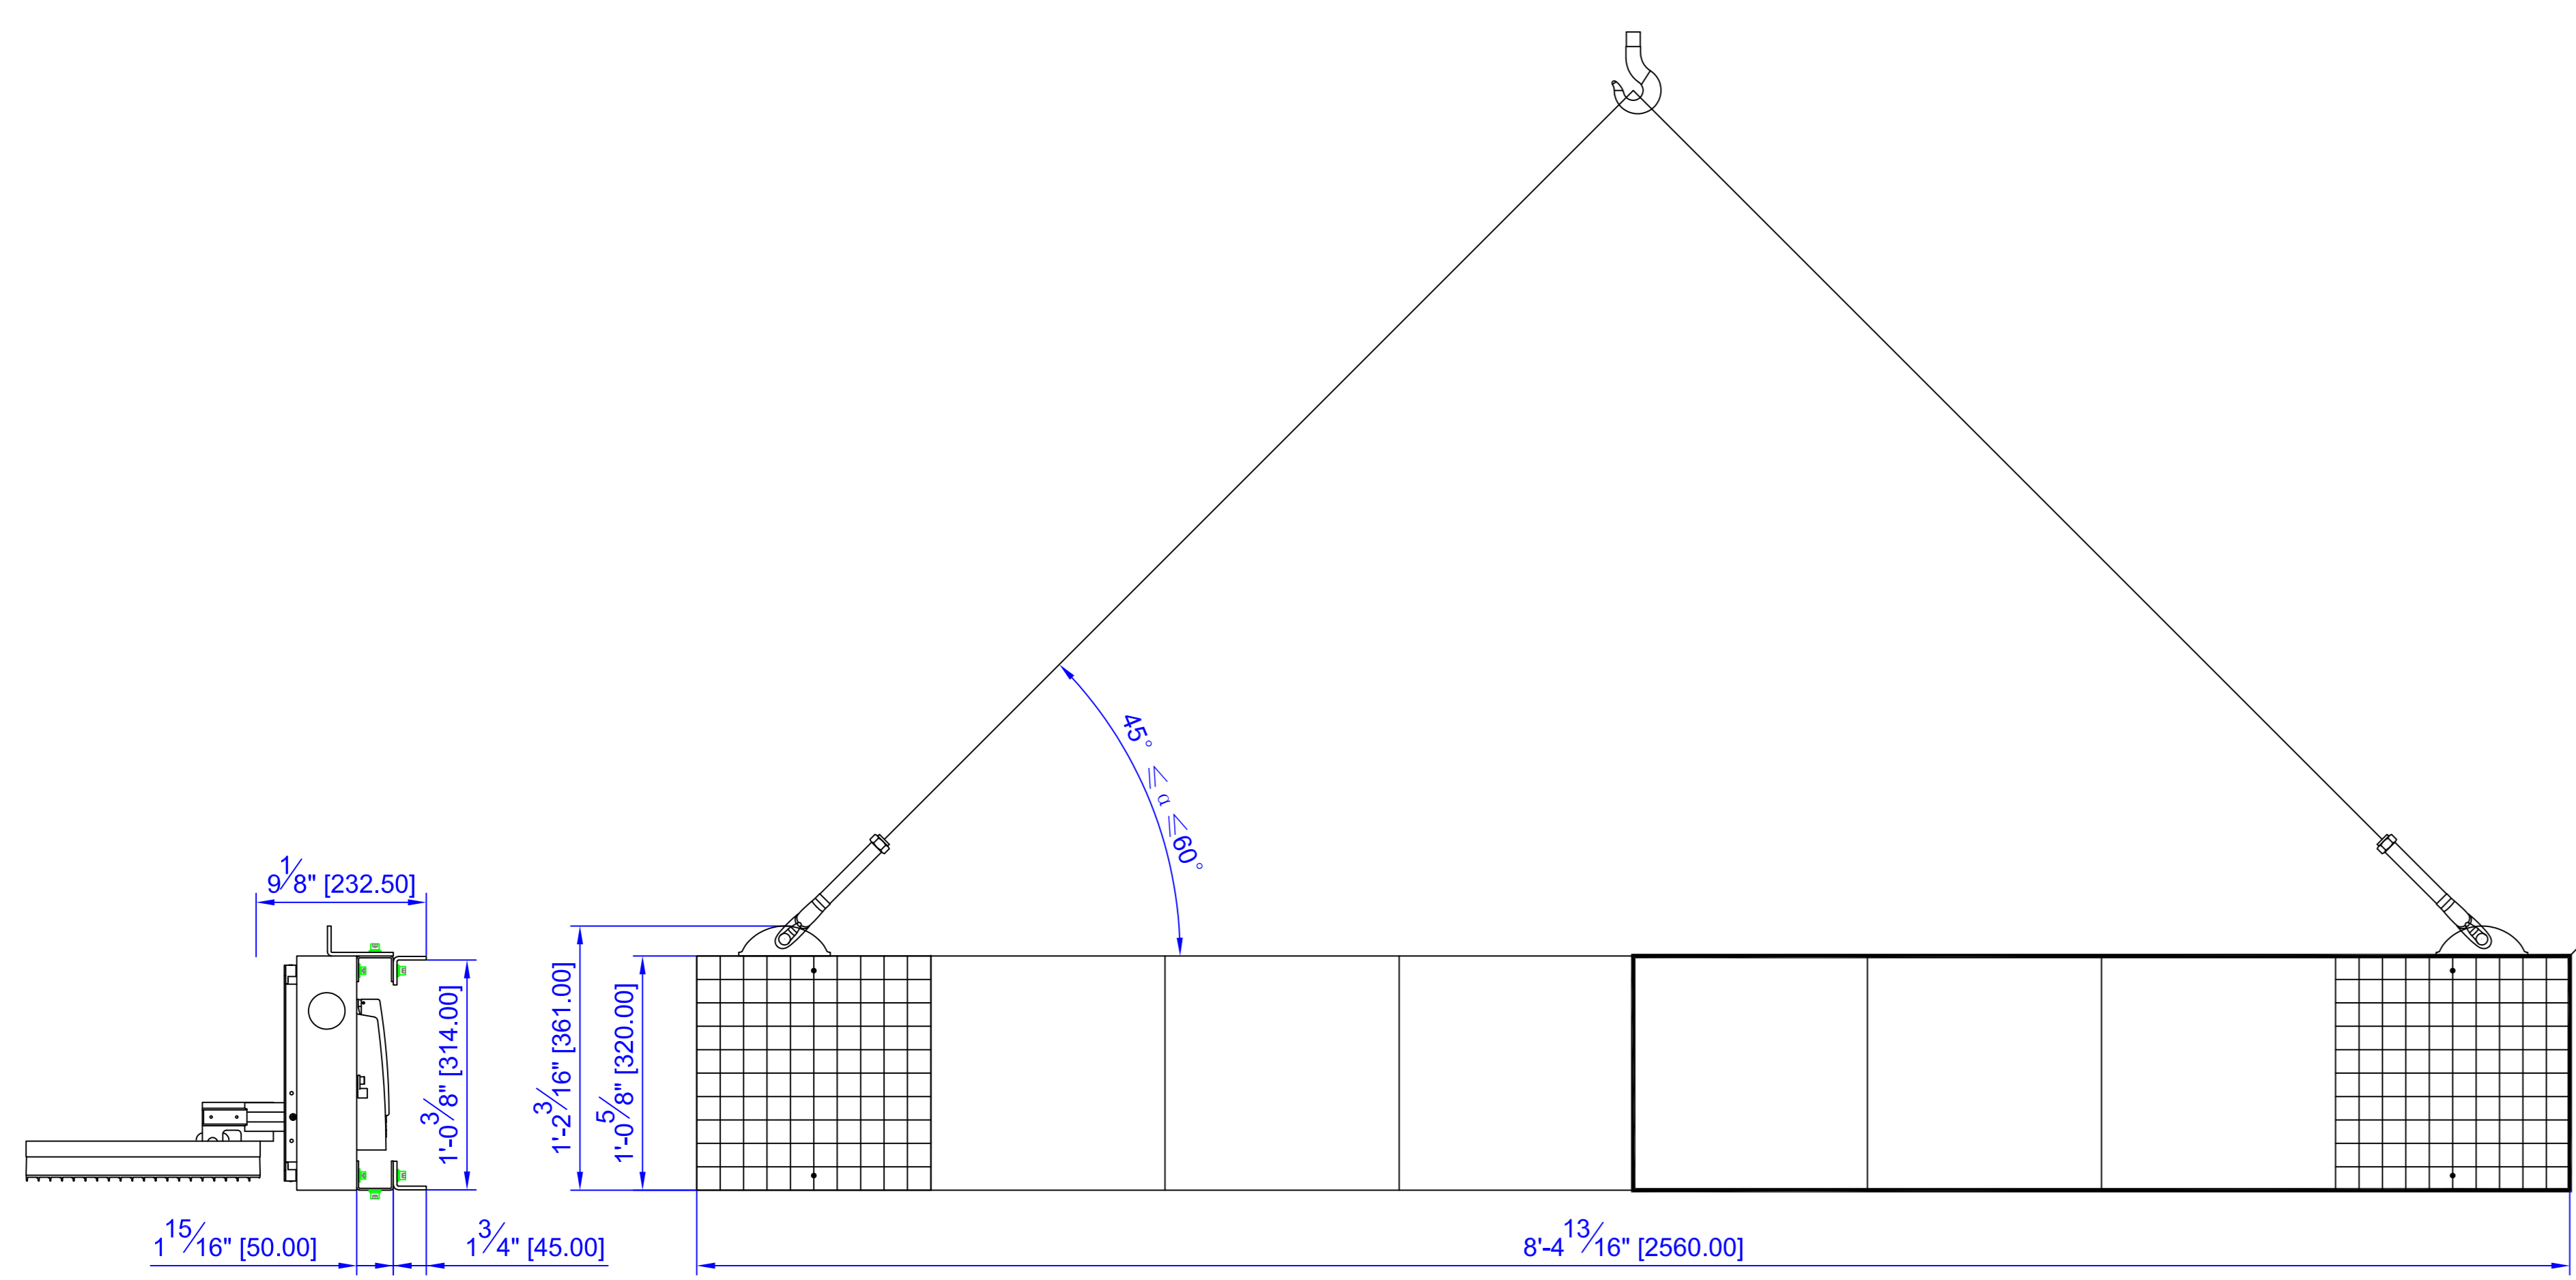 45° ≤ α ≤60°
9 1/8" [232.50]
1'-0 3/8" [314.00]
1'-2 3/16" [361.00]
1'-0 5/8" [320.00]
1 15/16" [50.00]
1 3/4" [45.00]
8'-4 13/16" [2560.00]